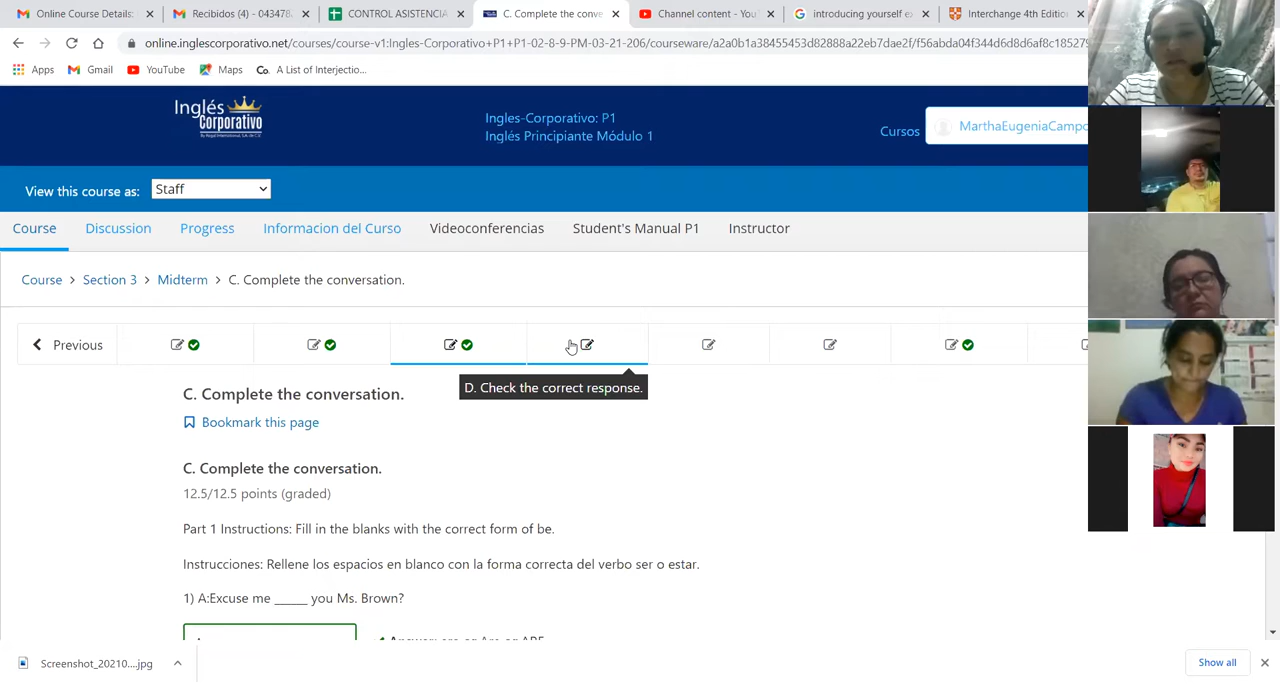 Online Course Details:
Recibidos (4) - 04347
CONTROL ASISTENCIA
C. Complete the conve
Channel content - You
introducing yourself e
Interchange 4th Editio
online.inglescorporativo.net/courses/course-v1:Ingles-Corporativo+P1+P1-02-8-9-PM-03-21-206/courseware/a2a0b1a38455453d82888a22eb7dae2f/f56abda04f344d6d8d6af8c18527
Apps Gmail YouTube Maps Co. A List of Interjectio...
Inglés
Corporativo
Ingles-Corporativo: P1
Inglés Principiante Módulo 1
Cursos
MarthaEugeniaCampo
View this course as: Staff
Course Discussion Progress Informacion del Curso Videoconferencias Student's Manual P1 Instructor
Course > Section 3 > Midterm > C. Complete the conversation.
Previous
D. Check the correct response.
C. Complete the conversation.
Bookmark this page
C. Complete the conversation.
12.5/12.5 points (graded)
Part 1 Instructions: Fill in the blanks with the correct form of be.
Instrucciones: Rellene los espacios en blanco con la forma correcta del verbo ser o estar.
1) A:Excuse me _____ you Ms. Brown?
Screenshot_20210....jpg
Show all